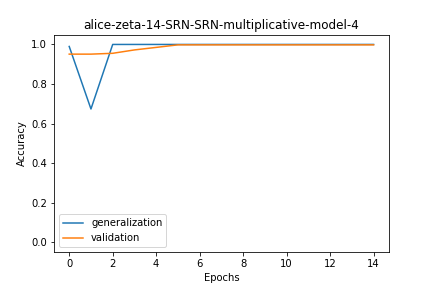 alice-zeta-14-SRN-SRN-multiplicative-model-4
1.0
0.8
0.6
0.4
0.2
0.0
Accuracy
generalization
validation
0 2 4 6 8 10 12 14
Epochs